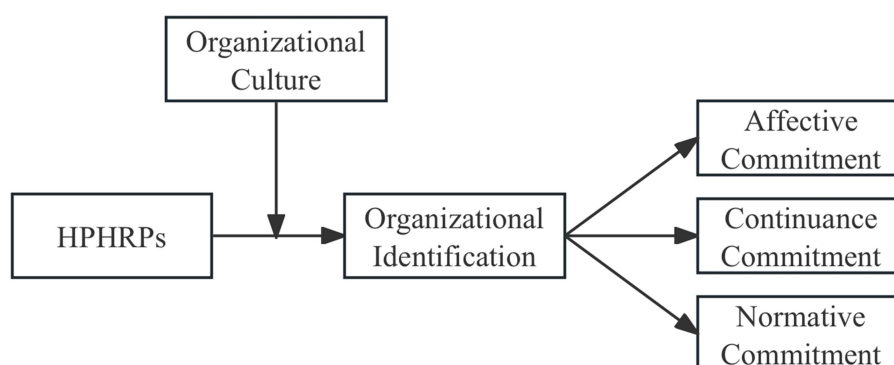 Organizational
Culture
HPHRPs
Organizational
Identification
Affective
Commitment
Continuance
Commitment
Normative
Commitment